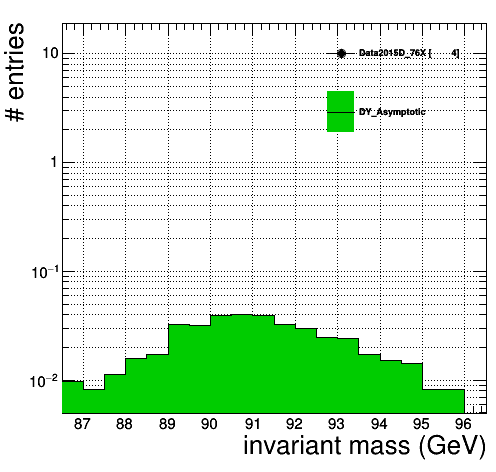 # entries
10
1
10⁻¹
10⁻²
Data2015D_76X [ 4]
DY_Asymptotic
87 88 89 90 91 92 93 94 95 96
invariant mass (GeV)